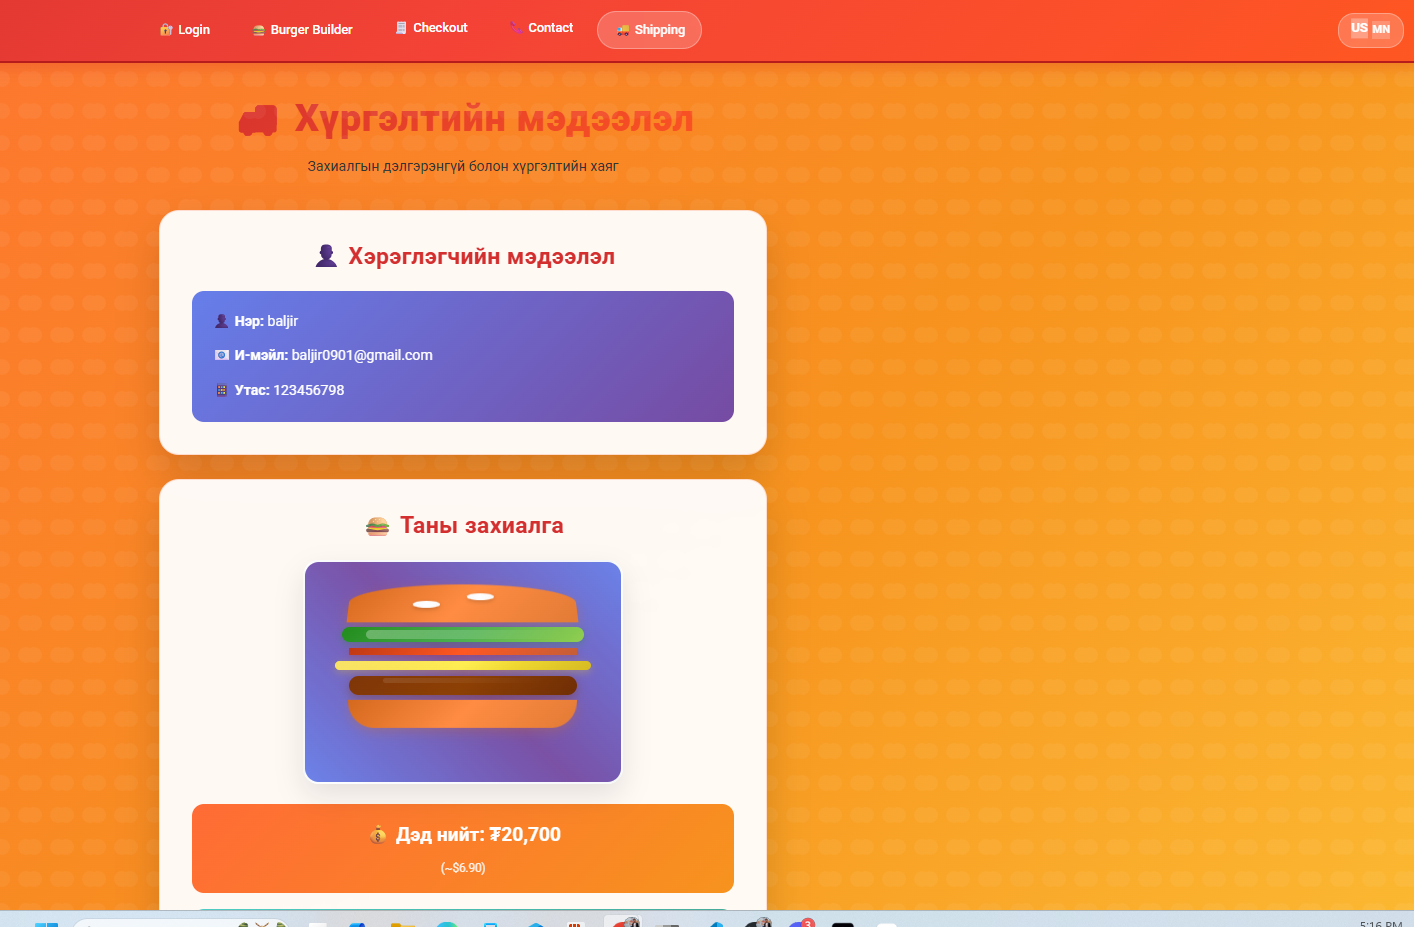 Login Burger Builder Checkout Contact Shipping US MN
Хүргэлтийн мэдээлэл
Захиалгын дэлгэрэнгүй болон хүргэлтийн хаяг
Хэрэглэгчийн мэдээлэл
Нэр: baljir
И-мэйл: baljir0901@gmail.com
Утас: 123456798
Таны захиалга
Дэд нийт: ₮20,700
(~$6.90)
3
5:16 PM